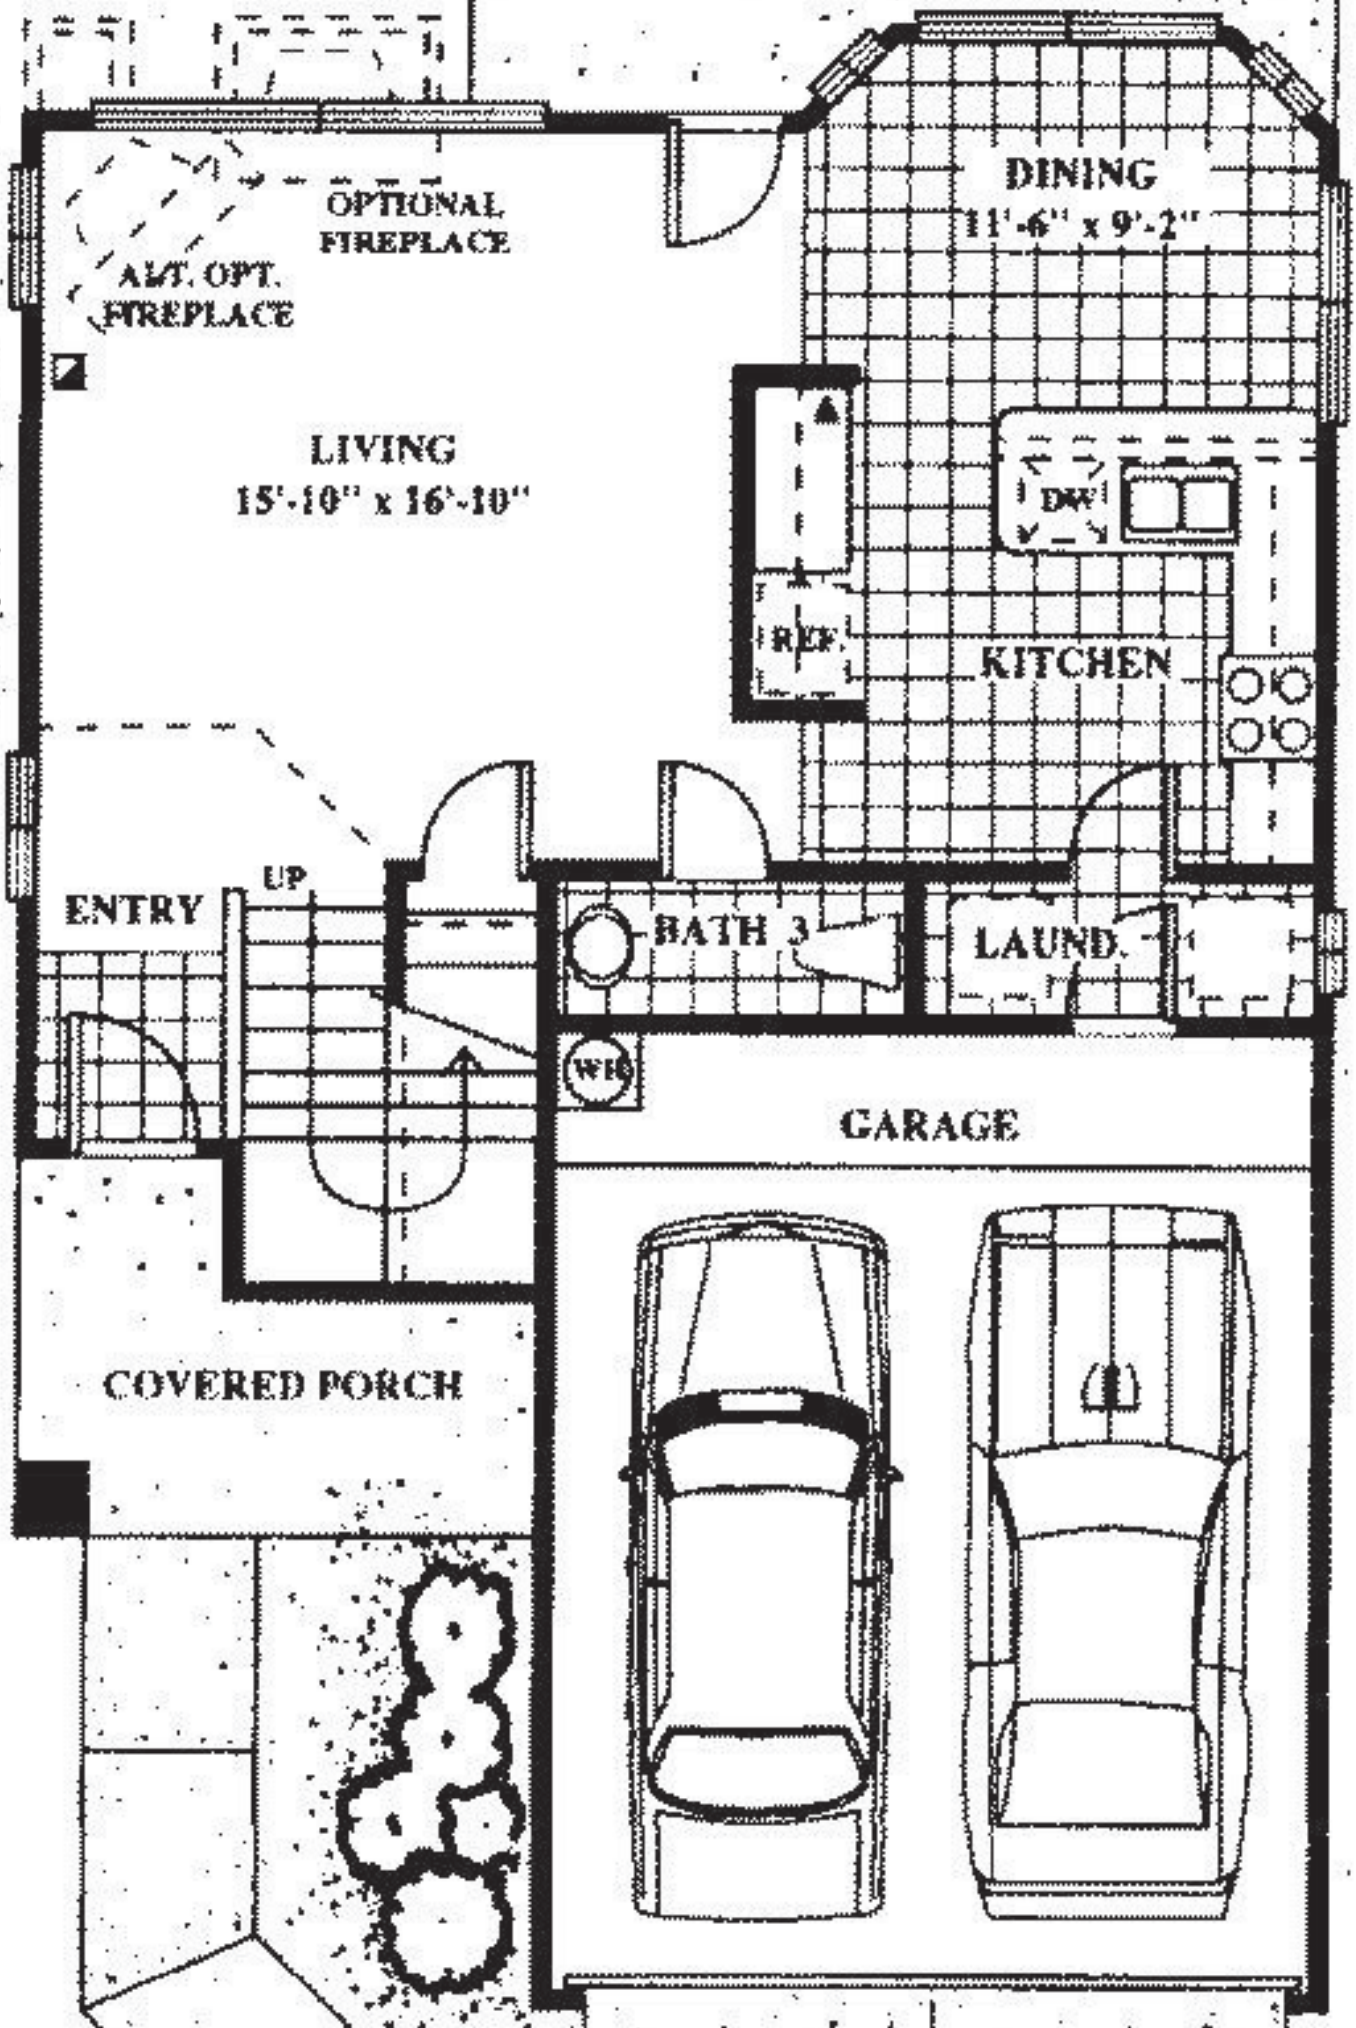 DINING
11'-6" x 9'-2"
OPTIONAL
FIREPLACE
ALT. OPT.
FIREPLACE
LIVING
15'-10" x 16'-10"
DW
REF.
KITCHEN
UP
ENTRY
BATH 3
LAUND.
WH
GARAGE
COVERED PORCH